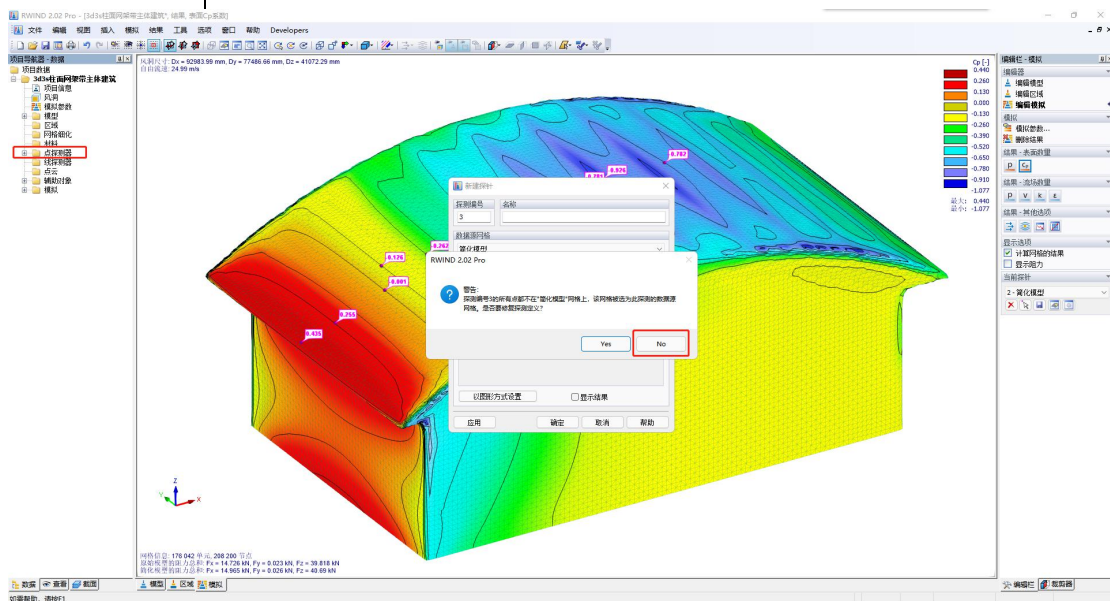 RWIND 2.02 Pro - [3d3s柱面网架带主体建筑*, 结果, 表面Cp系数]
文件 编辑 视图 插入 模拟 结果 工具 选项 窗口 帮助 Developers
项目导航器 - 数据
项目数据
3d3s柱面网架带主体建筑
项目信息
风洞
模拟参数
模型
区域
网格细化
材料
点探测器
线探测器
点云
辅助对象
模拟
风洞尺寸: Dx = 92983.99 mm, Dy = 77486.66 mm, Dz = 41072.29 mm
自由流速: 24.99 m/s
Cp [-]
0.440
0.260
0.130
0.000
-0.130
-0.260
-0.390
-0.520
-0.650
-0.780
-0.910
-1.077
最大: 0.440
最小: -1.077
0.702
0.926
0.781
0.262
0.126
0.001
0.255
0.435
新建探针
探测编号 名称
3
数据源网格
简化模型
RWIND 2.02 Pro
警告:
探测编号3的所有点都不在"简化模型"网格上，该网格被选为此探测的数据源
网格。是否要修复探测定义?
Yes No
以图形方式设置 显示结果
应用 确定 取消 帮助
Z
Y
X
网格信息: 176 042 单元, 208 200 节点
原始模型的阻力总和: Fx = 14.726 kN, Fy = 0.023 kN, Fz = 39.818 kN
简化模型的阻力总和: Fx = 14.965 kN, Fy = 0.026 kN, Fz = 40.69 kN
编辑栏 - 模拟
编辑器
编辑模型
编辑区域
编辑模拟
模拟
模拟参数...
删除结果
结果 - 表面数量
P Cp
结果 - 流场数量
P v k ε
结果 - 其他选项
显示选项
计算网格的结果
显示阻力
当前探针
2 - 简化模型
数据 查看 截面
模型 区域 模拟
编辑栏 裁剪器
如需帮助，请按F1